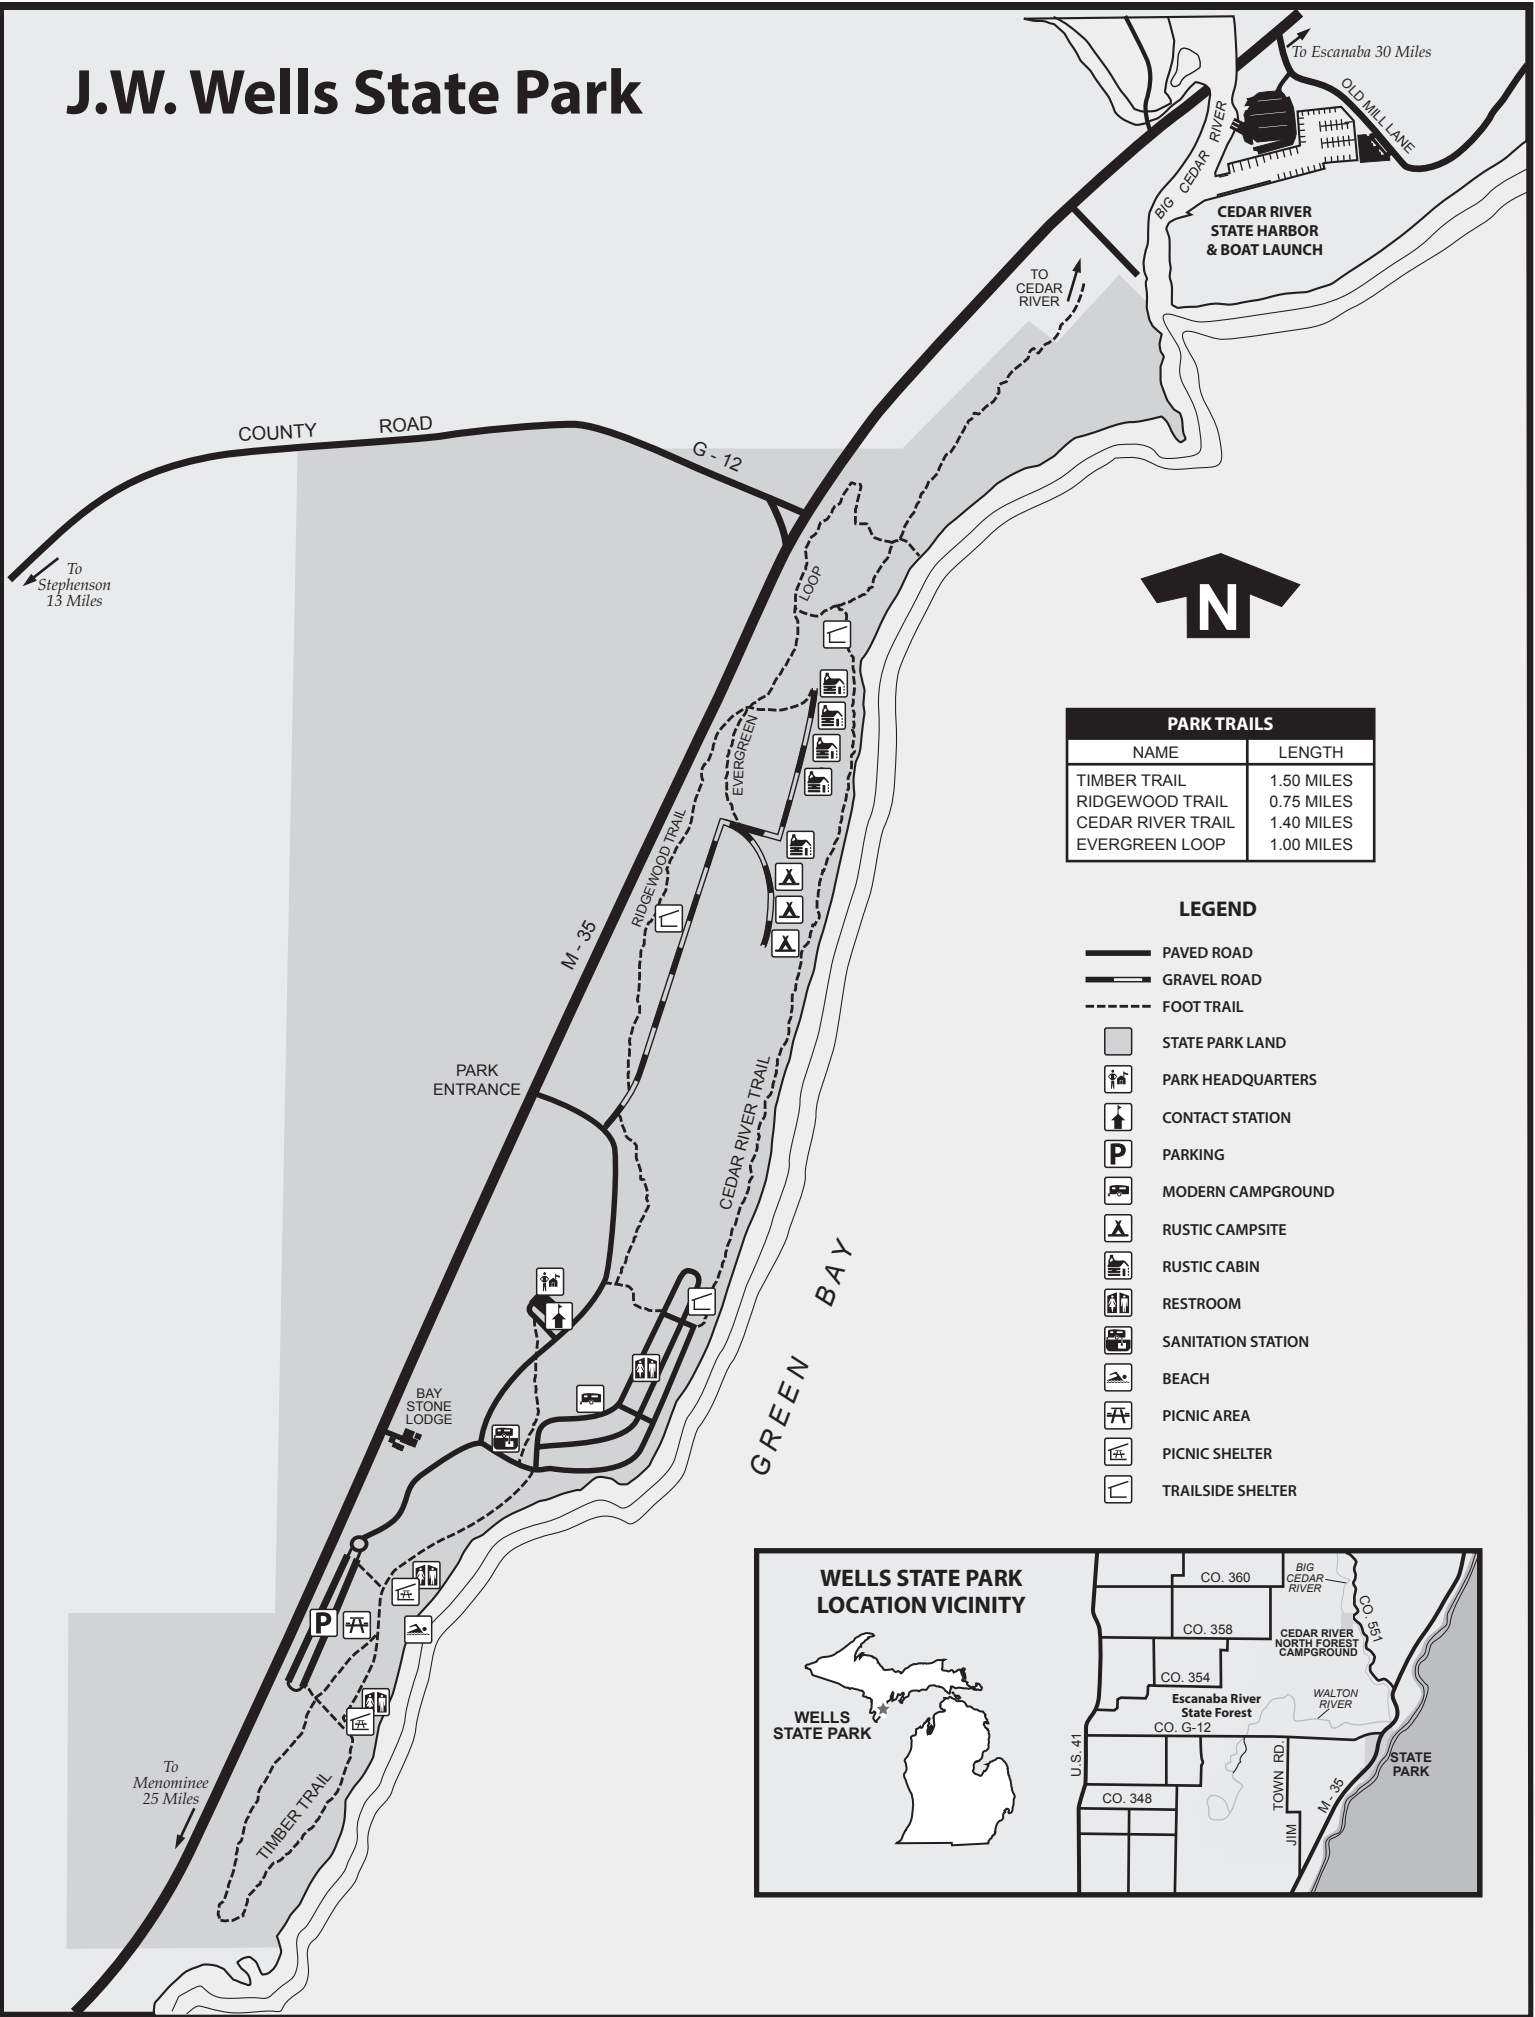 J.W. Wells State Park
To Escanaba 30 Miles
OLD MILL LANE
BIG CEDAR RIVER
CEDAR RIVER
STATE HARBOR
& BOAT LAUNCH
TO
CEDAR
RIVER
COUNTY ROAD
G - 12
To
Stephenson
13 Miles
LOOP
N
EVERGREEN
RIDGEWOOD TRAIL
M - 35
PARK TRAILS
NAME LENGTH
TIMBER TRAIL 1.50 MILES
RIDGEWOOD TRAIL 0.75 MILES
CEDAR RIVER TRAIL 1.40 MILES
EVERGREEN LOOP 1.00 MILES
LEGEND
PAVED ROAD
GRAVEL ROAD
FOOT TRAIL
STATE PARK LAND
PARK HEADQUARTERS
CONTACT STATION
P PARKING
MODERN CAMPGROUND
RUSTIC CAMPSITE
RUSTIC CABIN
RESTROOM
SANITATION STATION
BEACH
PICNIC AREA
PICNIC SHELTER
TRAILSIDE SHELTER
PARK
ENTRANCE
CEDAR RIVER TRAIL
GREEN BAY
BAY
STONE
LODGE
P
To
Menominee
25 Miles
TIMBER TRAIL
WELLS STATE PARK
LOCATION VICINITY
WELLS
STATE PARK
CO. 360
BIG
CEDAR
RIVER
CO. 551
CO. 358
CEDAR RIVER
NORTH FOREST
CAMPGROUND
CO. 354
Escanaba River
State Forest
WALTON
RIVER
CO. G-12
U.S. 41
STATE
PARK
CO. 348
JIM TOWN RD.
M - 35